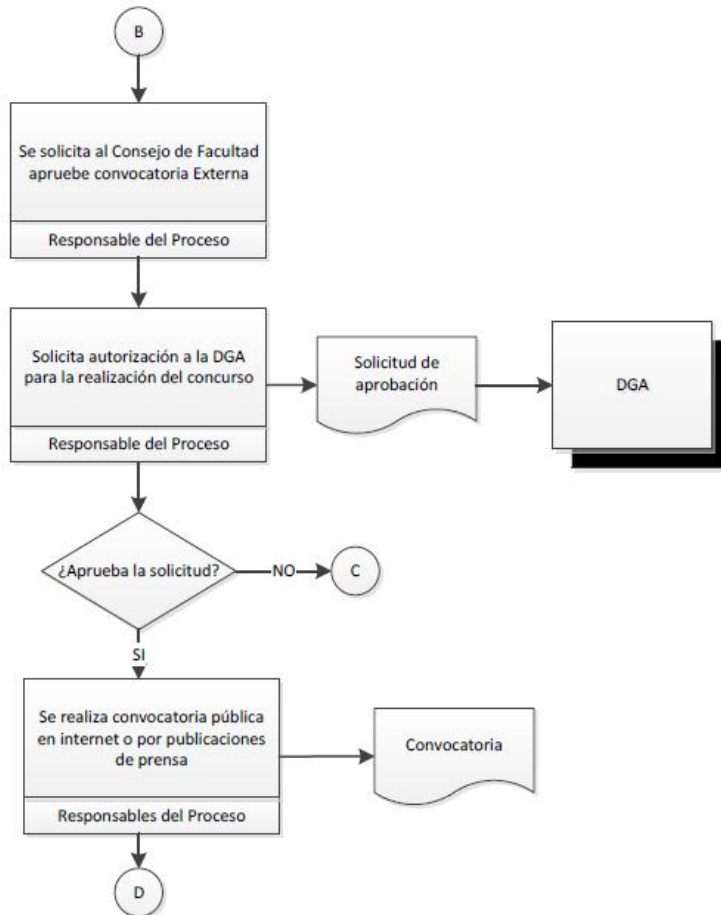 B
Se solicita al Consejo de Facultad
apruebe convocatoria Externa
Responsable del Proceso
Solicita autorización a la DGA
para la realización del concurso
Responsable del Proceso
Solicitud de
aprobación
DGA
¿Aprueba la solicitud?
NO
C
SI
Se realiza convocatoria pública
en internet o por publicaciones
de prensa
Responsables del Proceso
Convocatoria
D